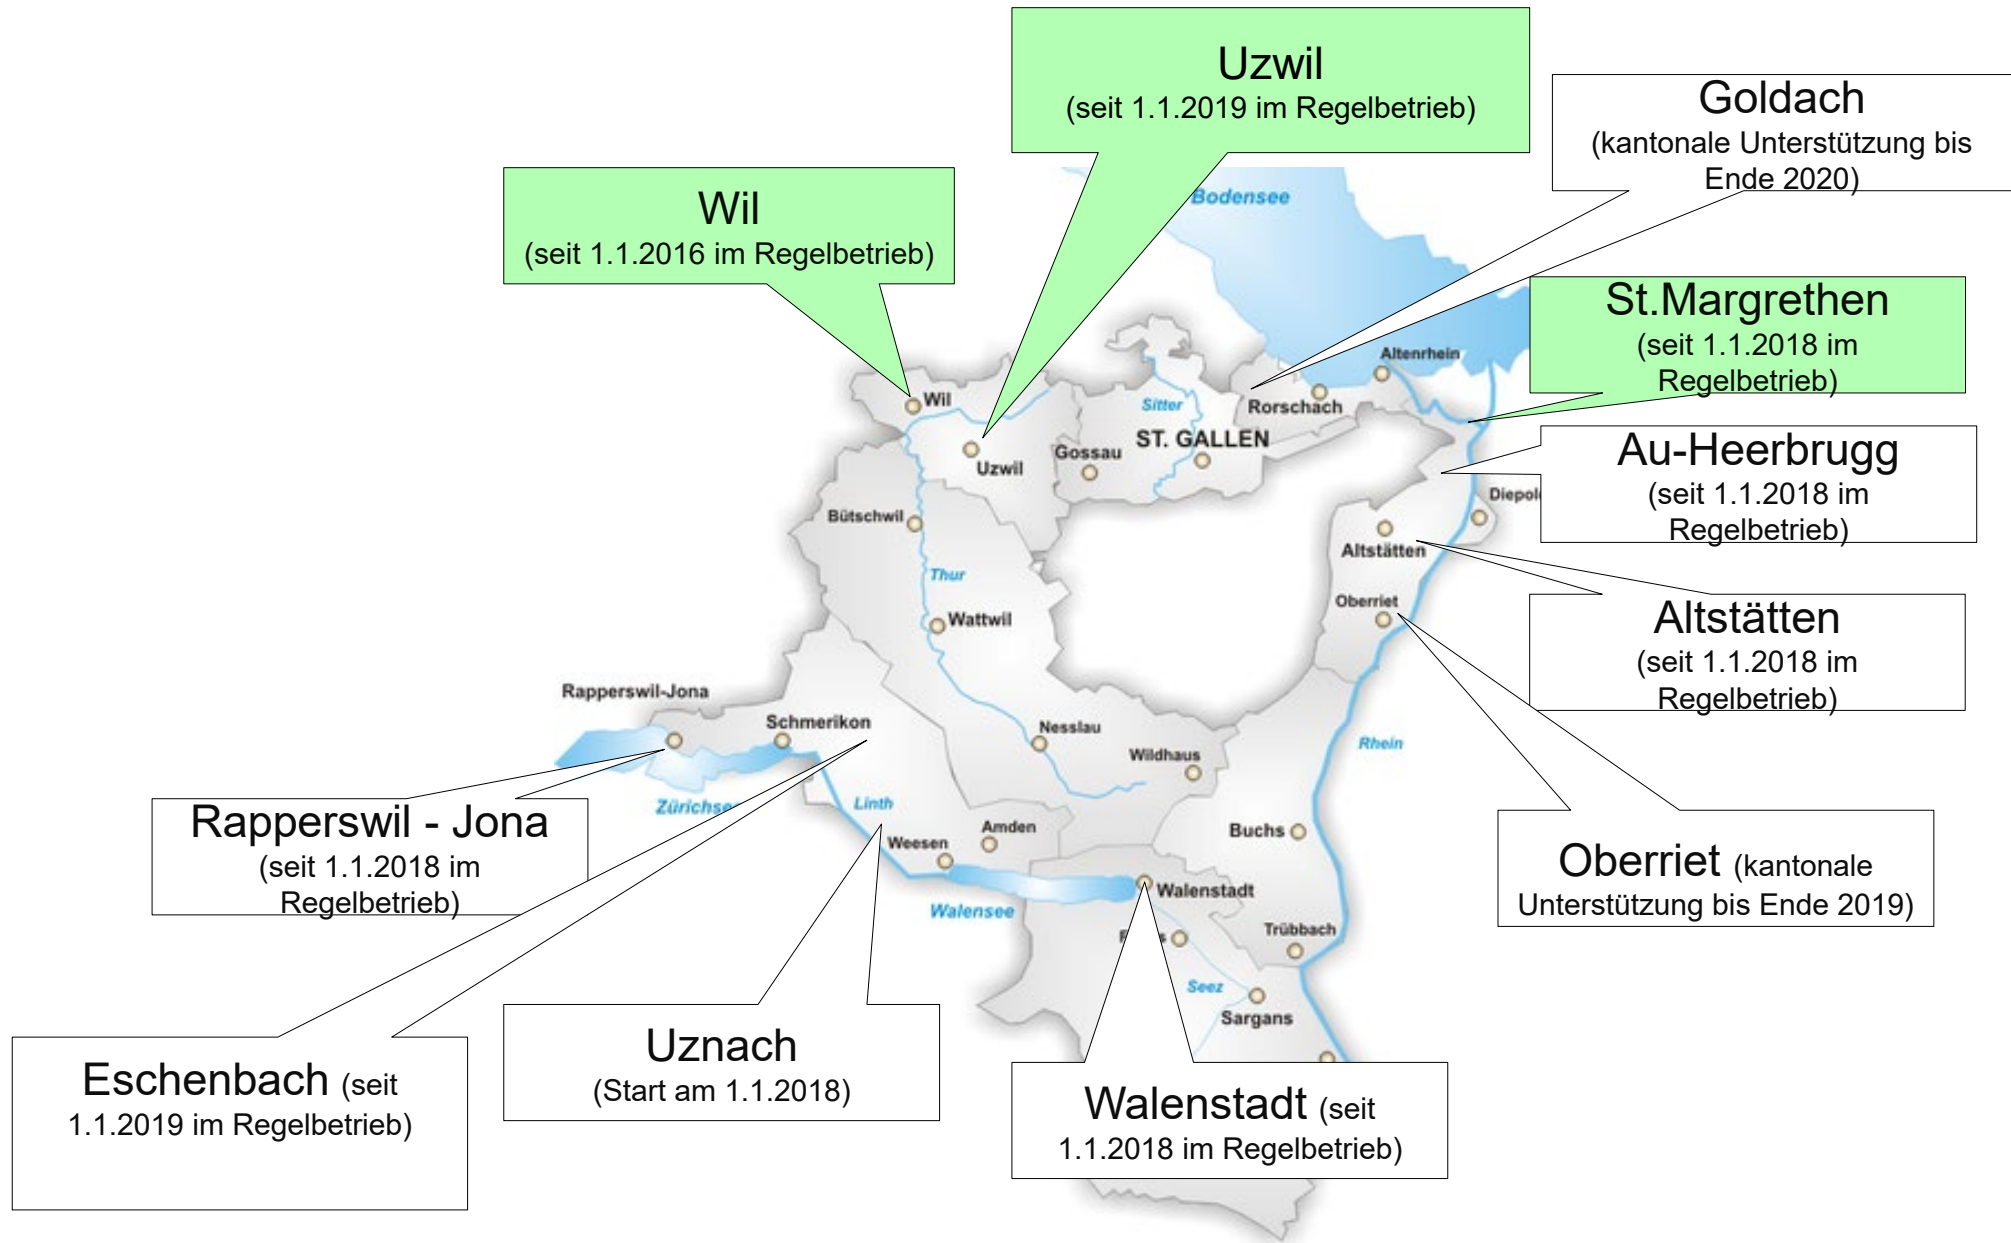 Uzwil
(seit 1.1.2019 im Regelbetrieb)
Goldach
(kantonale Unterstützung bis
Ende 2020)
Wil
(seit 1.1.2016 im Regelbetrieb)
Bodensee
St.Margrethen
(seit 1.1.2018 im
Regelbetrieb)
Altenrhein
Wil
Sitter
Rorschach
ST. GALLEN
Gossau
Uzwil
Au-Heerbrugg
(seit 1.1.2018 im
Regelbetrieb)
Diepol
Bütschwil
Altstätten
Thur
Oberriet
Wattwil
Altstätten
(seit 1.1.2018 im
Regelbetrieb)
Rapperswil-Jona
Schmerikon
Nesslau
Wildhaus
Rhein
Zürichse
Linth
Rapperswil - Jona
(seit 1.1.2018 im
Regelbetrieb)
Amden
Weesen
Buchs
Oberriet (kantonale
Unterstützung bis Ende 2019)
Walenstadt
Walensee
Trübbach
Seez
Sargans
Eschenbach (seit
1.1.2019 im Regelbetrieb)
Uznach
(Start am 1.1.2018)
Walenstadt (seit
1.1.2018 im Regelbetrieb)